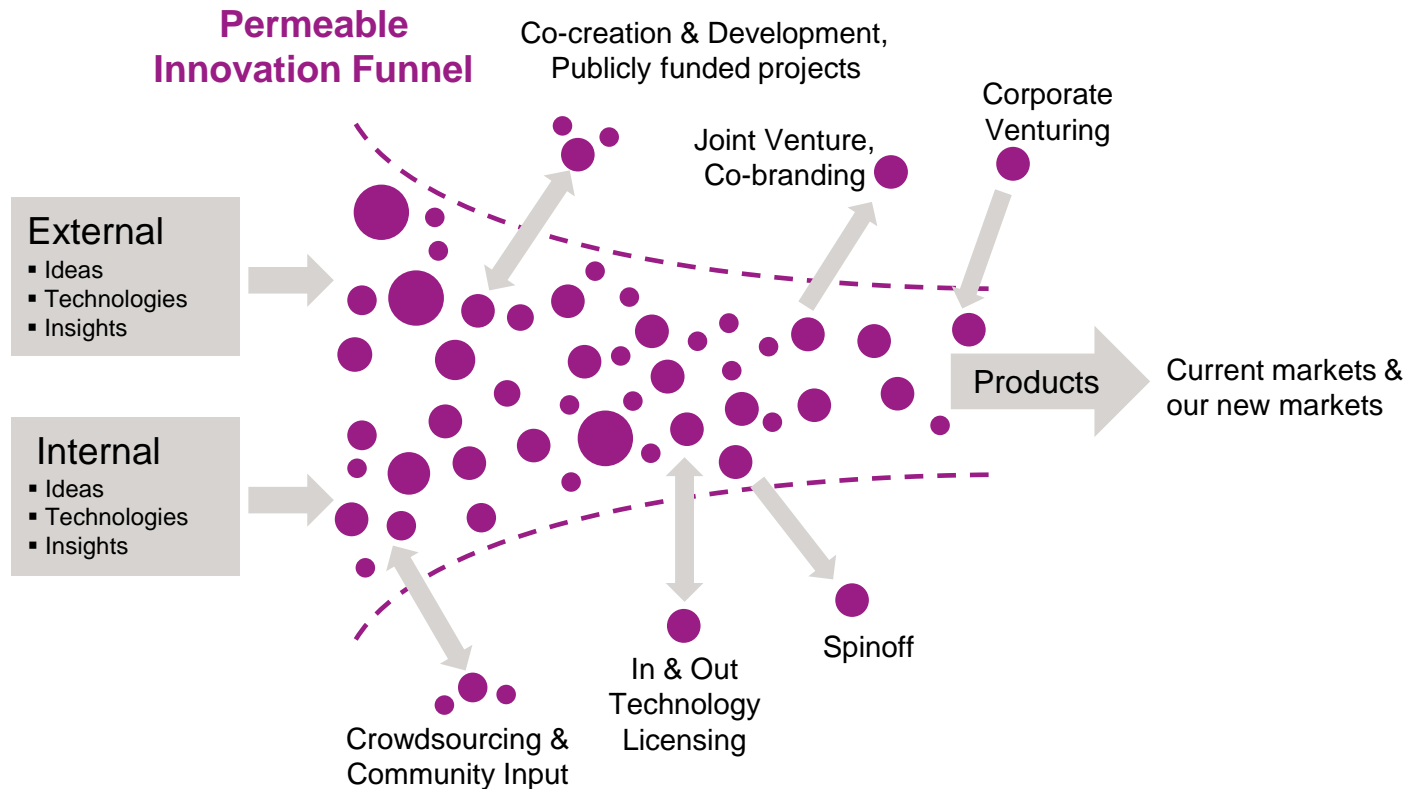 Permeable
Innovation Funnel
Co-creation & Development,
Publicly funded projects
Joint Venture,
Co-branding
Corporate
Venturing
External
▪ Ideas
▪ Technologies
▪ Insights
Internal
▪ Ideas
▪ Technologies
▪ Insights
Products
Current markets &
our new markets
Crowdsourcing &
Community Input
In & Out
Technology
Licensing
Spinoff